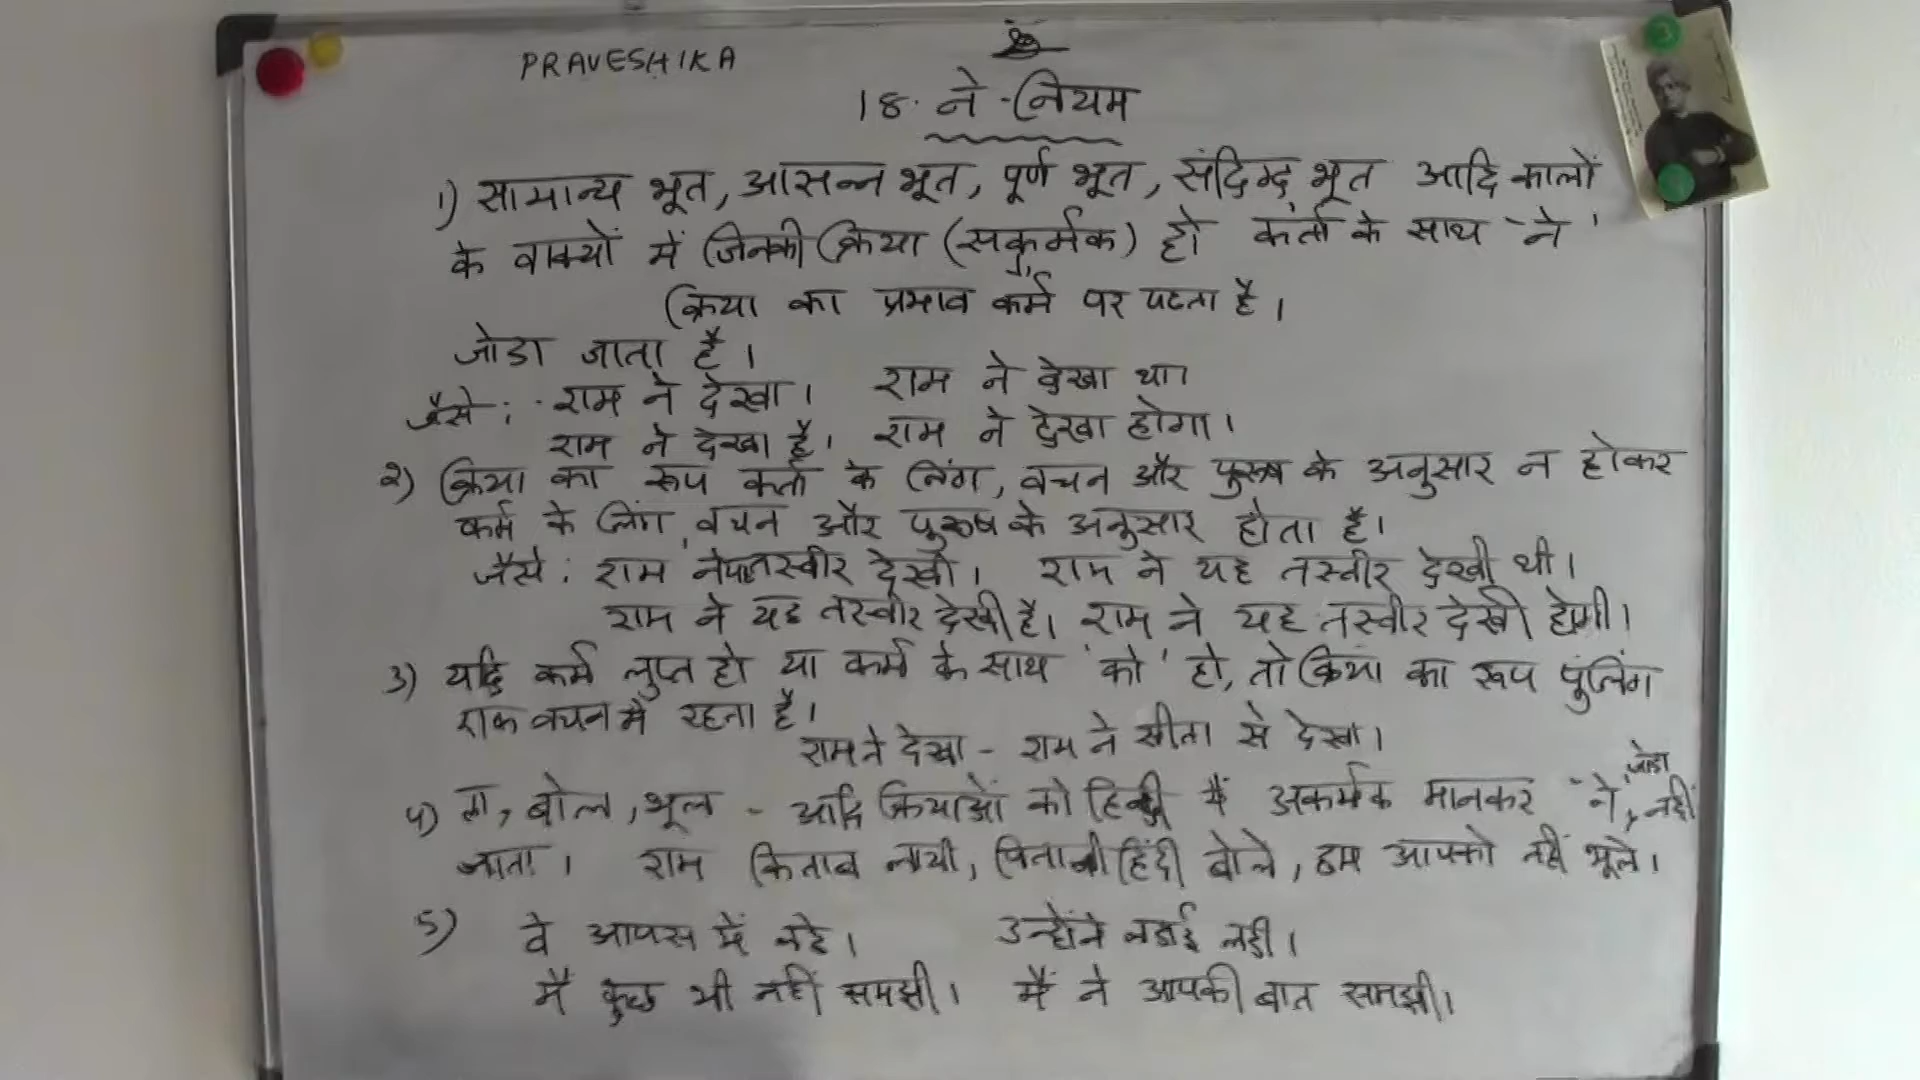 PRAVESHIKA
18. ने - नियम
1) सामान्य भूत, आसन्न भूत, पूर्ण भूत, संदिग्द भूत आदि कालों
के वाक्यों में जिनकी क्रिया (सकर्मक) हो कर्ता के साथ 'ने'
क्रिया का प्रभाव कर्म पर पडता है।
जोडा जाता है।
जैसे: राम ने देखा। राम ने देखा था।
राम ने देखा है। राम ने देखा होगा।
2) क्रिया का रूप कर्ता के लिंग, वचन और पुरुष के अनुसार न होकर
कर्म के लिंग, वचन और पुरुष के अनुसार होता है।
जैसे: राम ने यह तस्वीर देखी। राम ने यह तस्वीर देखी थी।
राम ने यह तस्वीर देखी है। राम ने यह तस्वीर देखी होगी।
3) यदि कर्म लुप्त हो या कर्म के साथ 'को' हो, तो क्रिया का रूप पुंलिंग
एक वचन में रहता है।
राम ने देखा - राम ने सीता से देखा।
4) ला, बोल, भूल - आदि क्रियाओं को हिन्दी में अकर्मक मानकर 'ने' जोडा नहीं
जाता। राम किताब लायी, पिताजी हिंदी बोले, हम आपको नहीं भूले।
5) वे आपस में लडे। उन्होंने लडाई लडी।
मैं कुछ भी नहीं समझी। मैं ने आपकी बात समझी।